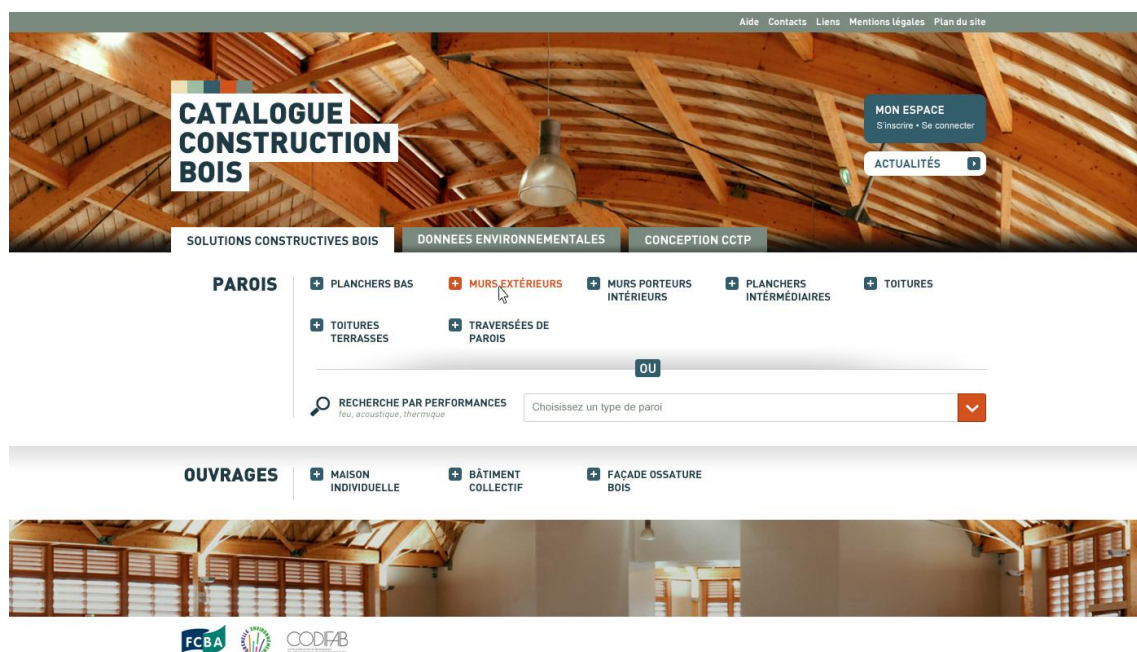 Aide Contacts Liens Mentions légales Plan du site
CATALOGUE
CONSTRUCTION
BOIS
MON ESPACE
S'inscrire • Se connecter
ACTUALITÉS
SOLUTIONS CONSTRUCTIVES BOIS
DONNEES ENVIRONNEMENTALES
CONCEPTION CCTP
PAROIS
PLANCHERS BAS
MURS EXTÉRIEURS
MURS PORTEURS
INTÉRIEURS
PLANCHERS
INTÉRMÉDIAIRES
TOITURES
TOITURES
TERRASSES
TRAVERSÉES DE
PAROIS
OU
RECHERCHE PAR PERFORMANCES
feu, acoustique, thermique
Choisissez un type de paroi
OUVRAGES
MAISON
INDIVIDUELLE
BÂTIMENT
COLLECTIF
FAÇADE OSSATURE
BOIS
FCBA
CODIFAB